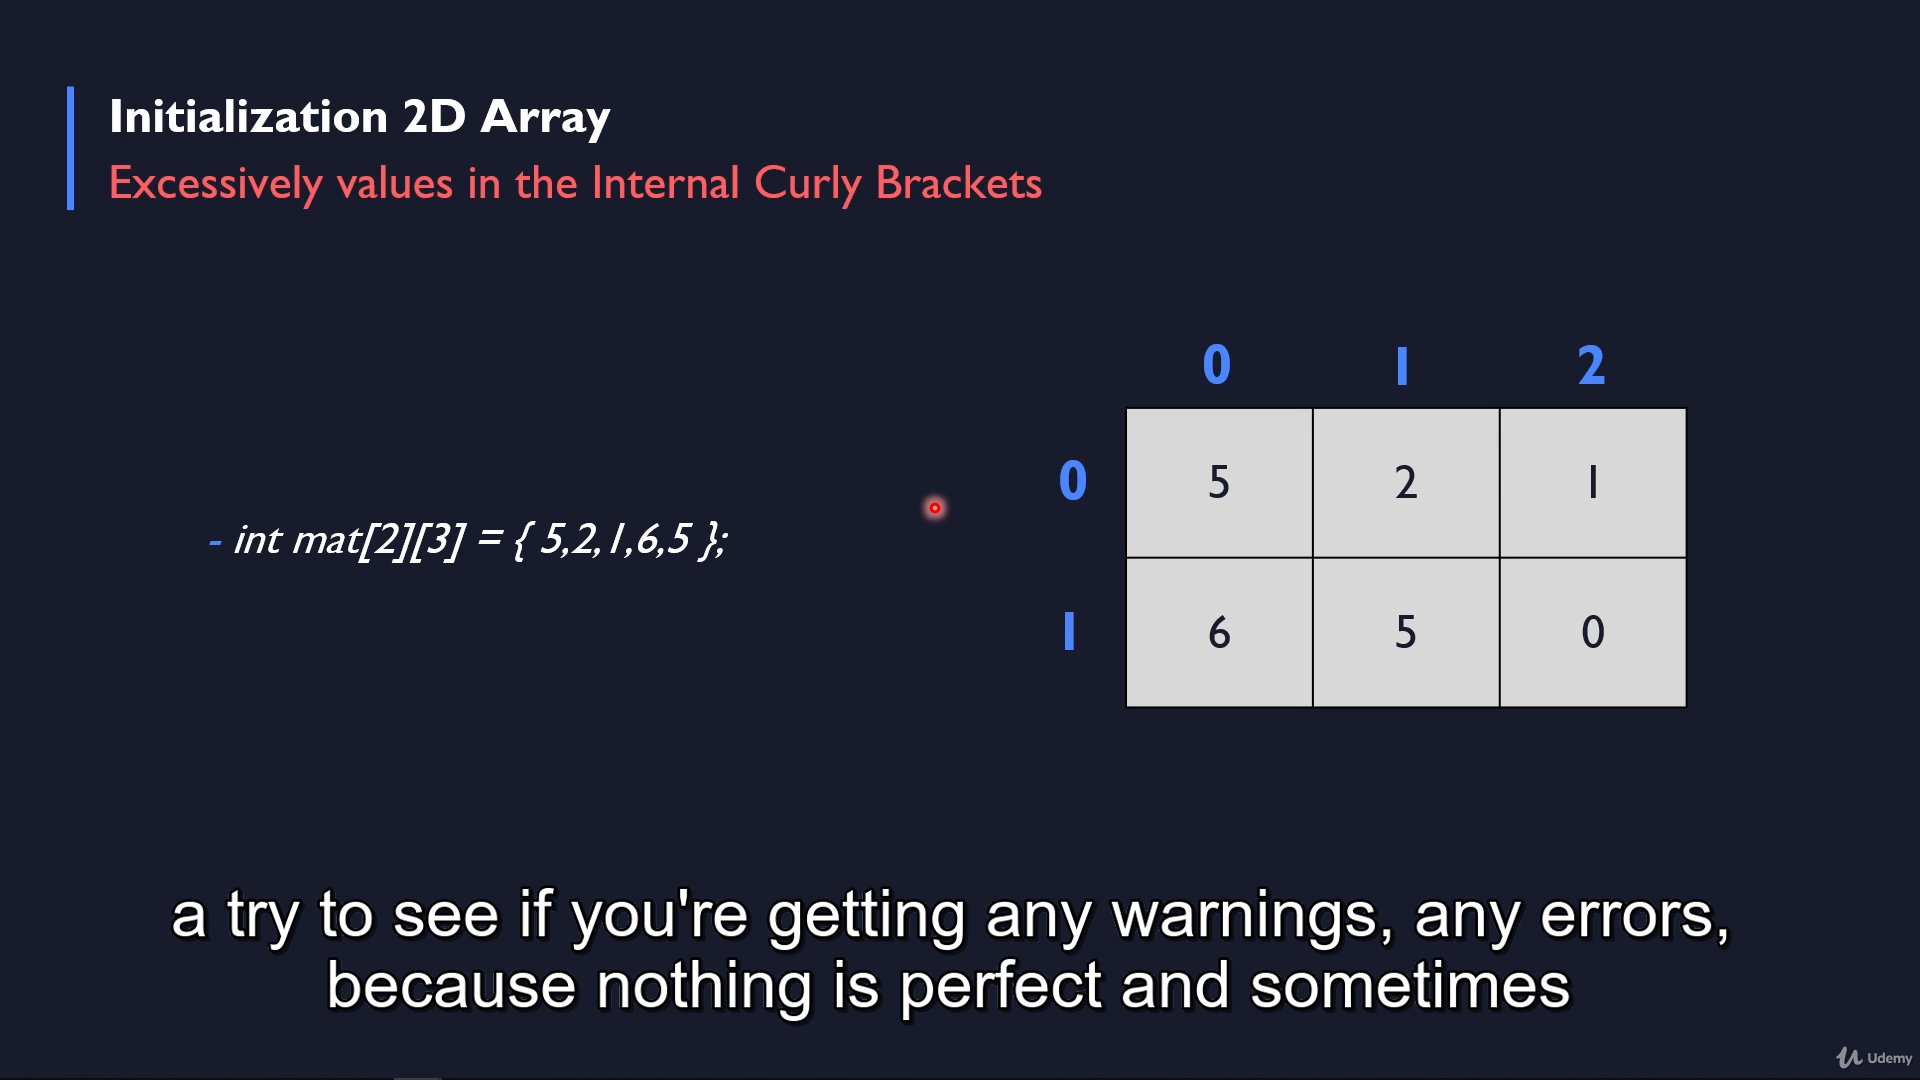 Initialization 2D Array
Excessively values in the Internal Curly Brackets
0 1 2
0 5 2 1
- int mat[2][3] = { 5,2,1,6,5 };
1 6 5 0
a try to see if you're getting any warnings, any errors,
because nothing is perfect and sometimes
Udemy